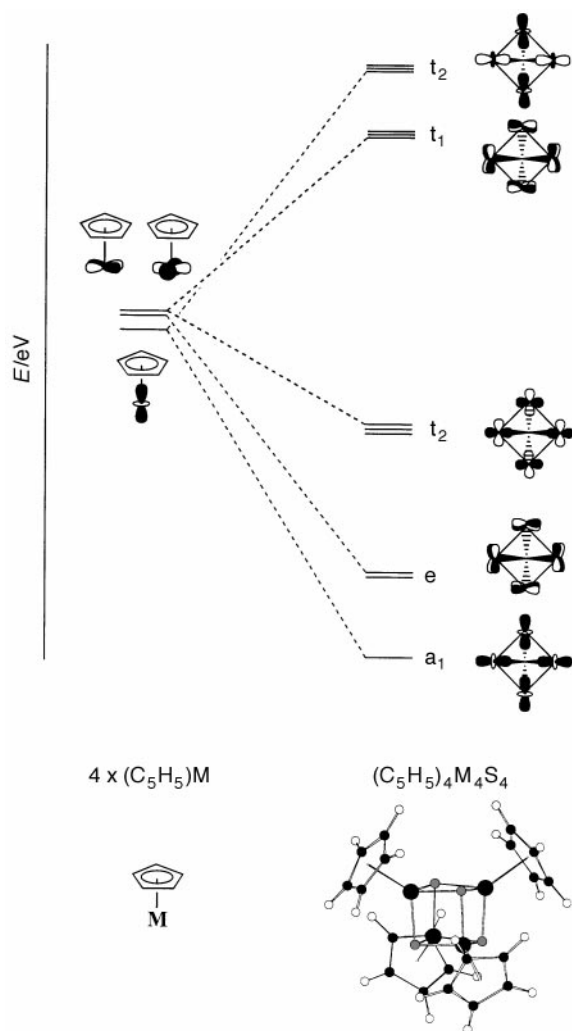 t₂
t₁
E/eV
t₂
e
a₁
4 x (C₅H₅)M
(C₅H₅)₄M₄S₄
M